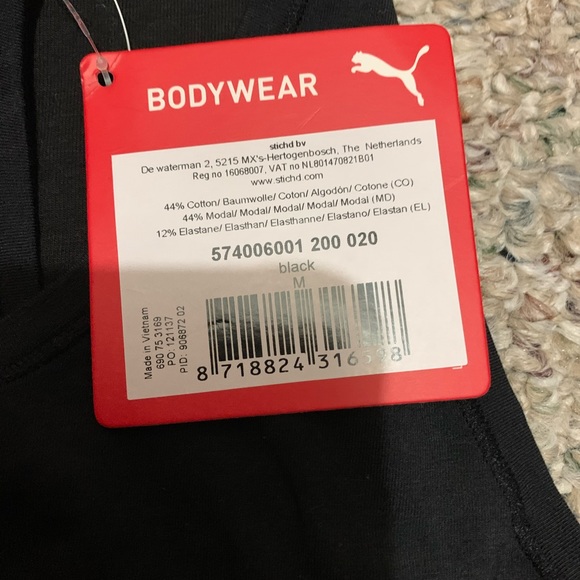 BODYWEAR
stichd bv
De waterman 2, 5215 MX's-Hertogenbosch, The Netherlands
Reg no 16068007, VAT no NL801470821B01
www.stichd.com
44% Cotton/ Baumwolle/ Coton/ Algodón/ Cotone (CO)
44% Modal/ Modal/ Modal/ Modal/ Modal (MD)
12% Elastane/ Elasthan/ Elasthanne/ Elastano/ Elastan (EL)
574006001 200 020
black
M
Made in Vietnam
690 75 3169
PO: 121137
PID: 906872 02
8 718824